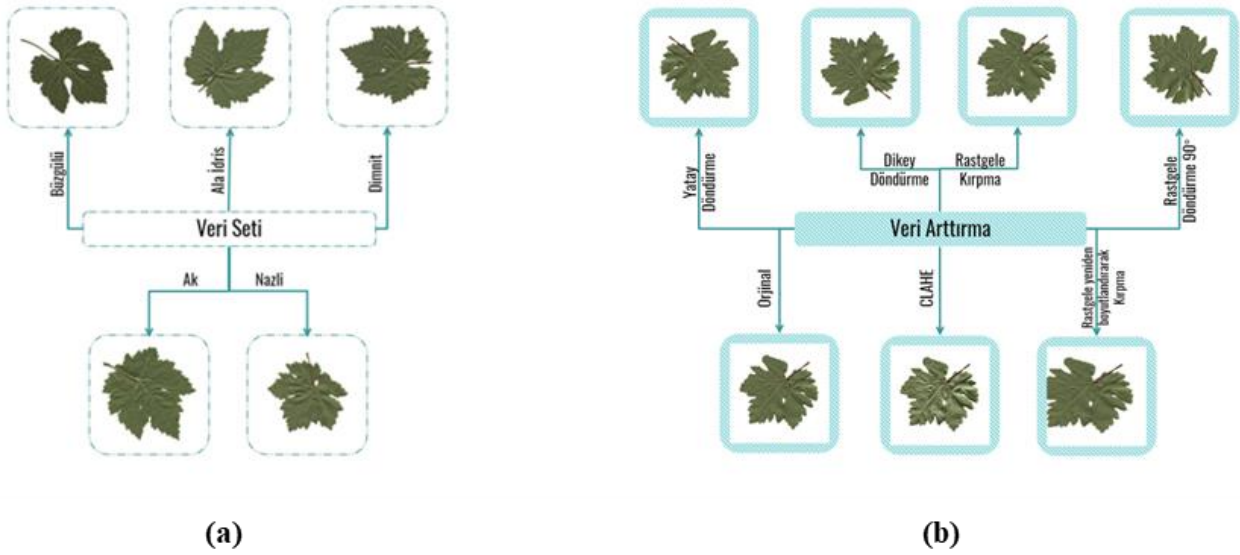 Büzgülü
Ala İdris
Dimnit
Veri Seti
Ak
Nazli
(a)
Yatay
Döndürme
Dikey
Döndürme
Rastgele
Kırpma
Rastgele
Döndürme 90°
Veri Arttırma
Orjinal
CLAHE
Rastgele yeniden
boyutlandırarak
Kırpma
(b)